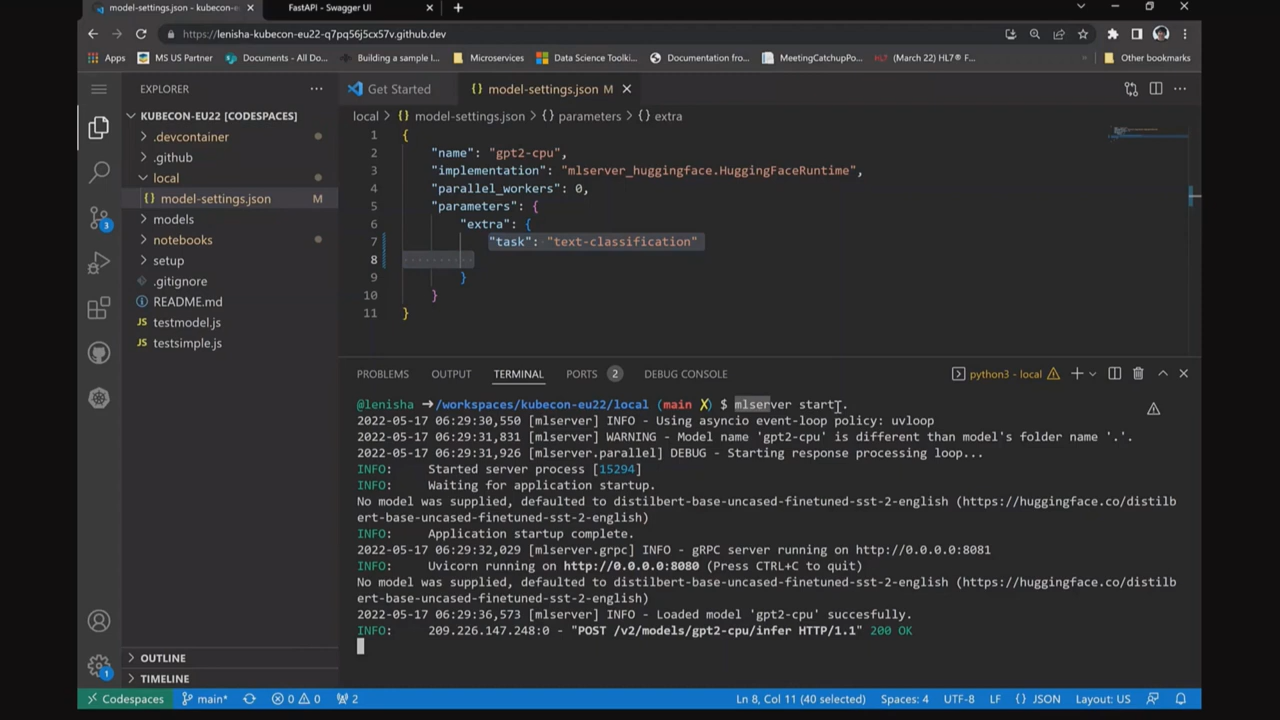 model-settings.json - kubecon-e
FastAPI - Swagger UI
https://lenisha-kubecon-eu22-q7pq56j5cx57v.github.dev
Apps
MS US Partner
Documents - All Do...
Building a sample I...
Microservices
Data Science Toolki...
Documentation fro...
MeetingCatchupPo...
(March 22) HL7® F...
Other bookmarks
EXPLORER
KUBECON-EU22 [CODESPACES]
.devcontainer
.github
local
{} model-settings.json M
models
notebooks
setup
.gitignore
README.md
JS testmodel.js
JS testsimple.js
OUTLINE
TIMELINE
Get Started
{} model-settings.json M
local > {} model-settings.json > {} parameters > {} extra
1 {
2 "name": "gpt2-cpu",
3 "implementation": "mlserver_huggingface.HuggingFaceRuntime",
4 "parallel_workers": 0,
5 "parameters": {
6 "extra": {
7 "task": "text-classification"
8
9 }
10 }
11 }
PROBLEMS OUTPUT TERMINAL PORTS 2 DEBUG CONSOLE
python3 - local
@lenisha ➜ /workspaces/kubecon-eu22/local (main ✗) $ mlserver start .
2022-05-17 06:29:30,550 [mlserver] INFO - Using asyncio event-loop policy: uvloop
2022-05-17 06:29:31,831 [mlserver] WARNING - Model name 'gpt2-cpu' is different than model's folder name '.'.
2022-05-17 06:29:31,926 [mlserver.parallel] DEBUG - Starting response processing loop...
INFO: Started server process [15294]
INFO: Waiting for application startup.
No model was supplied, defaulted to distilbert-base-uncased-finetuned-sst-2-english (https://huggingface.co/distilb
ert-base-uncased-finetuned-sst-2-english)
INFO: Application startup complete.
2022-05-17 06:29:32,029 [mlserver.grpc] INFO - gRPC server running on http://0.0.0.0:8081
INFO: Uvicorn running on http://0.0.0.0:8080 (Press CTRL+C to quit)
No model was supplied, defaulted to distilbert-base-uncased-finetuned-sst-2-english (https://huggingface.co/distilb
ert-base-uncased-finetuned-sst-2-english)
2022-05-17 06:29:36,573 [mlserver] INFO - Loaded model 'gpt2-cpu' succesfully.
INFO: 209.226.147.248:0 - "POST /v2/models/gpt2-cpu/infer HTTP/1.1" 200 OK
3
1
Codespaces main* 0 0 2
Ln 8, Col 11 (40 selected) Spaces: 4 UTF-8 LF {} JSON Layout: US